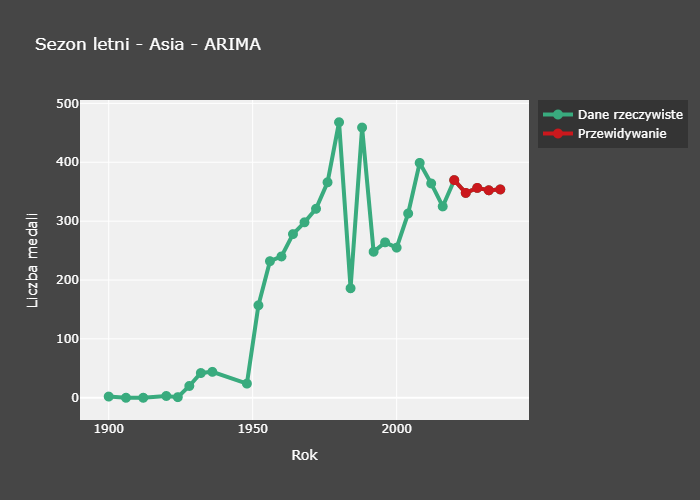 Sezon letni - Asia - ARIMA
Dane rzeczywiste
Przewidywanie
500
400
300
200
100
0
Liczba medali
1900
1950
2000
Rok